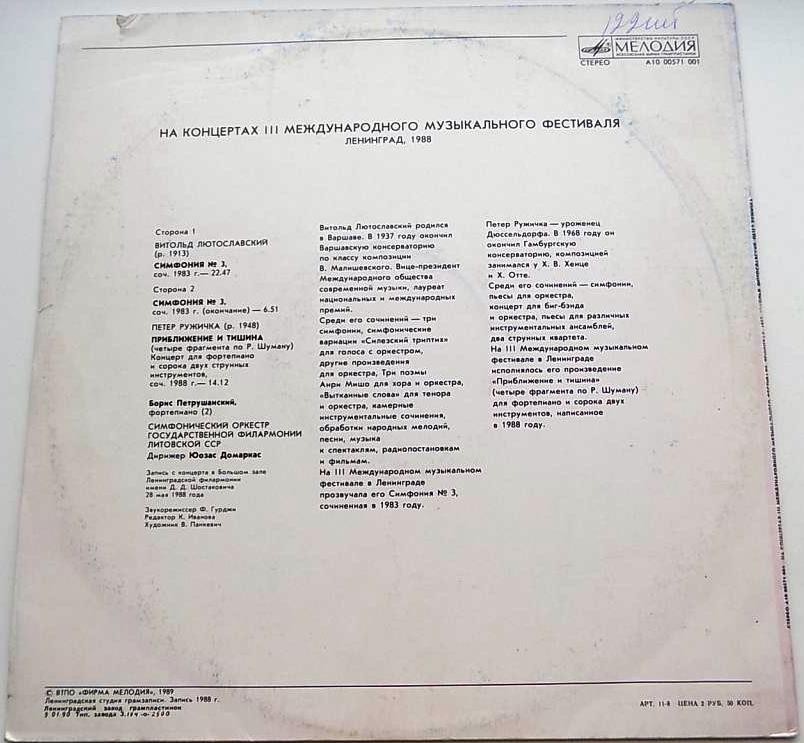 122шт
МИНИСТЕРСТВО КУЛЬТУРЫ СССР
МЕЛОДИЯ
ВСЕСОЮЗНАЯ ФИРМА ГРАМПЛАСТИНОК
СТЕРЕО А10 00571 001
НА КОНЦЕРТАХ III МЕЖДУНАРОДНОГО МУЗЫКАЛЬНОГО ФЕСТИВАЛЯ
ЛЕНИНГРАД, 1988
Сторона 1
ВИТОЛЬД ЛЮТОСЛАВСКИЙ
(р. 1913)
СИМФОНИЯ № 3,
соч. 1983 г.— 22.47
Сторона 2
СИМФОНИЯ № 3,
соч. 1983 г. (окончание) — 6.51
ПЕТЕР РУЖИЧКА (р. 1948)
ПРИБЛИЖЕНИЕ И ТИШИНА
(четыре фрагмента по Р. Шуману)
Концерт для фортепиано
и сорока двух струнных
инструментов,
соч. 1988 г.— 14.12
Борис Петрушанский,
фортепиано (2)
СИМФОНИЧЕСКИЙ ОРКЕСТР
ГОСУДАРСТВЕННОЙ ФИЛАРМОНИИ
ЛИТОВСКОЙ ССР
Дирижер Юозас Домаркас
Запись с концерта в Большом зале
Ленинградской филармонии
имени Д. Д. Шостаковича
28 мая 1988 года
Звукорежиссер Ф. Гурджи
Редактор К. Иванова
Художник В. Панкевич
Витольд Лютославский родился
в Варшаве. В 1937 году окончил
Варшавскую консерваторию
по классу композиции
В. Малишевского. Вице-президент
Международного общества
современной музыки, лауреат
национальных и международных
премий.
Среди его сочинений — три
симфонии, симфонические
вариации «Силезский триптих»
для голоса с оркестром,
другие произведения
для оркестра, Три поэмы
Анри Мишо для хора и оркестра,
«Вытканные слова» для тенора
и оркестра, камерные
инструментальные сочинения,
обработки народных мелодий,
песни, музыка
к спектаклям, радиопостановкам
и фильмам.
На III Международном музыкальном
фестивале в Ленинграде
прозвучала его Симфония № 3,
сочиненная в 1983 году.
Петер Ружичка — уроженец
Дюссельдорфа. В 1968 году он
окончил Гамбургскую
консерваторию, композицией
занимался у Х. В. Хенце
и Х. Отте.
Среди его сочинений — симфонии,
пьесы для оркестра,
концерт для биг-бэнда
и оркестра, пьесы для различных
инструментальных ансамблей,
два струнных квартета.
На III Международном музыкальном
фестивале в Ленинграде
исполнялось его произведение
«Приближение и тишина»
(четыре фрагмента по Р. Шуману)
для фортепиано и сорока двух
инструментов, написанное
в 1988 году.
© ВТПО «ФИРМА МЕЛОДИЯ», 1989
Ленинградская студия грамзаписи. Запись 1988 г.
Ленинградский завод грампластинок
Тип. завода
АРТ. 11-8 ЦЕНА 2 РУБ. 50 КОП.